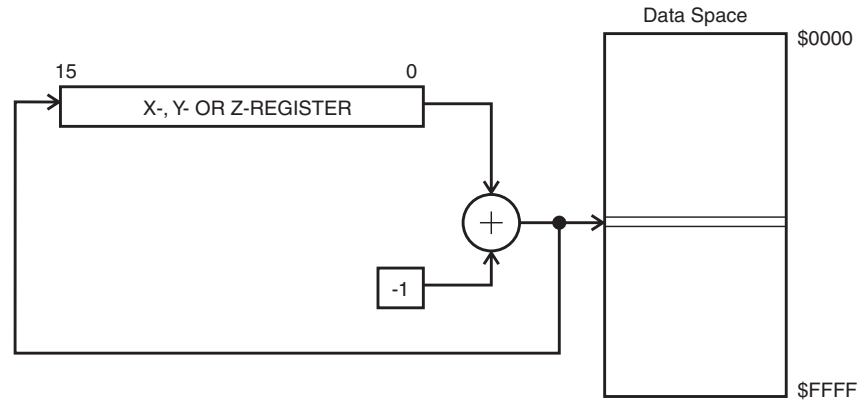 Data Space
$0000
15 0
X-, Y- OR Z-REGISTER
+
-1
$FFFF